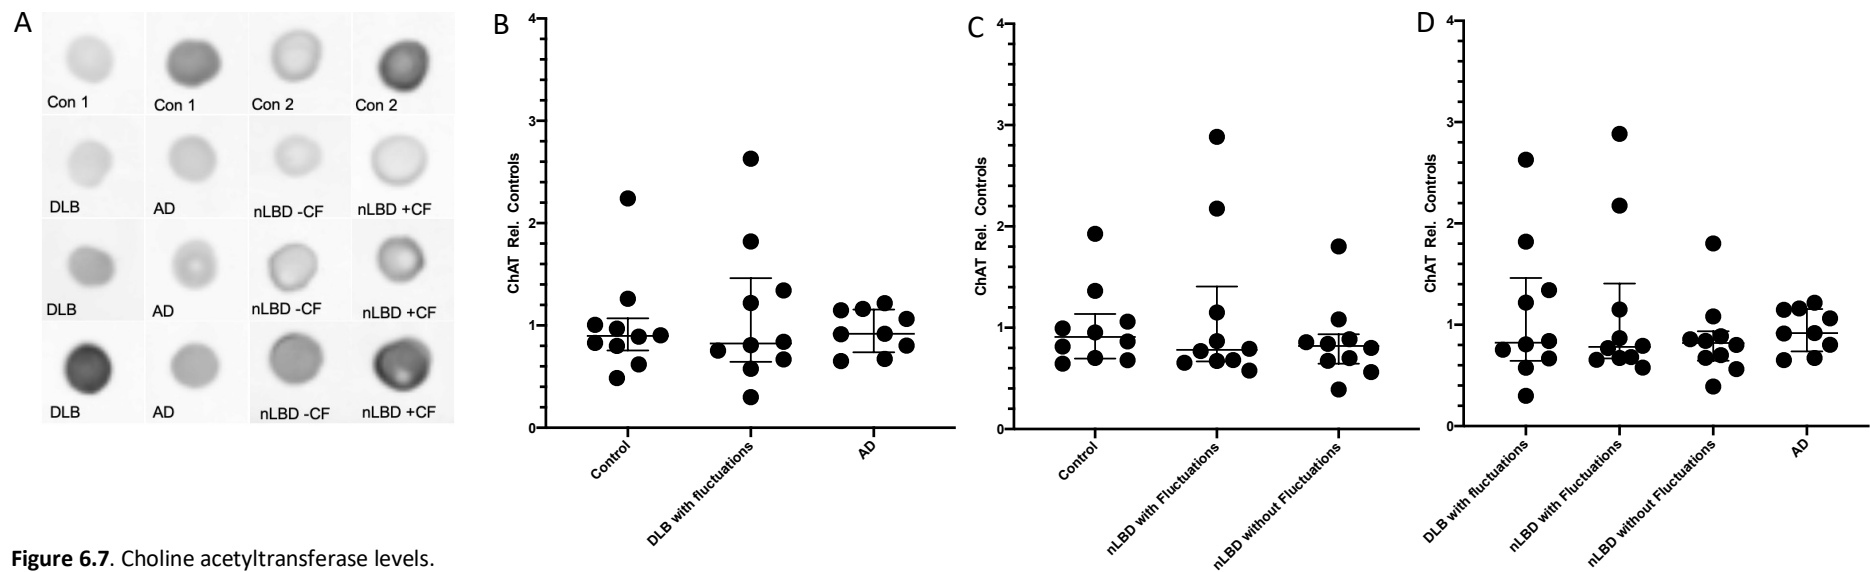 A
Con 1
Con 1
Con 2
Con 2
DLB
AD
nLBD -CF
nLBD +CF
DLB
AD
nLBD -CF
nLBD +CF
DLB
AD
nLBD -CF
nLBD +CF
B
ChAT Rel. Controls
4
3
2
1
0
Control
DLB with fluctuations
AD
C
ChAT Rel. Controls
4
3
2
1
0
Control
nLBD with Fluctuations
nLBD without Fluctuations
D
ChAT Rel. Controls
4
3
2
1
0
DLB with fluctuations
nLBD with Fluctuations
nLBD without Fluctuations
AD
Figure 6.7. Choline acetyltransferase levels.